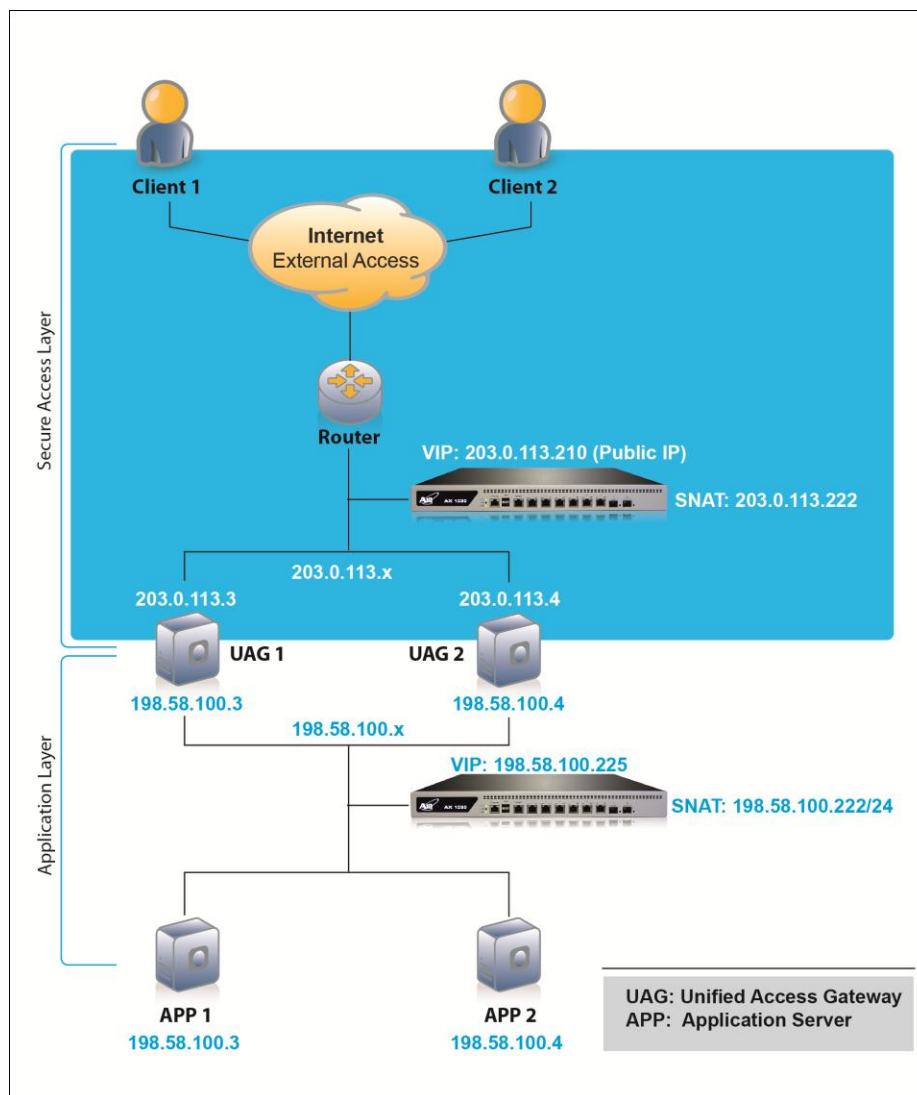 Client 1
Client 2
Internet
External Access
Secure Access Layer
Router
VIP: 203.0.113.210 (Public IP)
AX 1030
SNAT: 203.0.113.222
203.0.113.x
203.0.113.3
203.0.113.4
UAG 1
UAG 2
198.58.100.3
198.58.100.4
198.58.100.x
Application Layer
VIP: 198.58.100.225
SNAT: 198.58.100.222/24
APP 1
198.58.100.3
APP 2
198.58.100.4
UAG: Unified Access Gateway
APP: Application Server